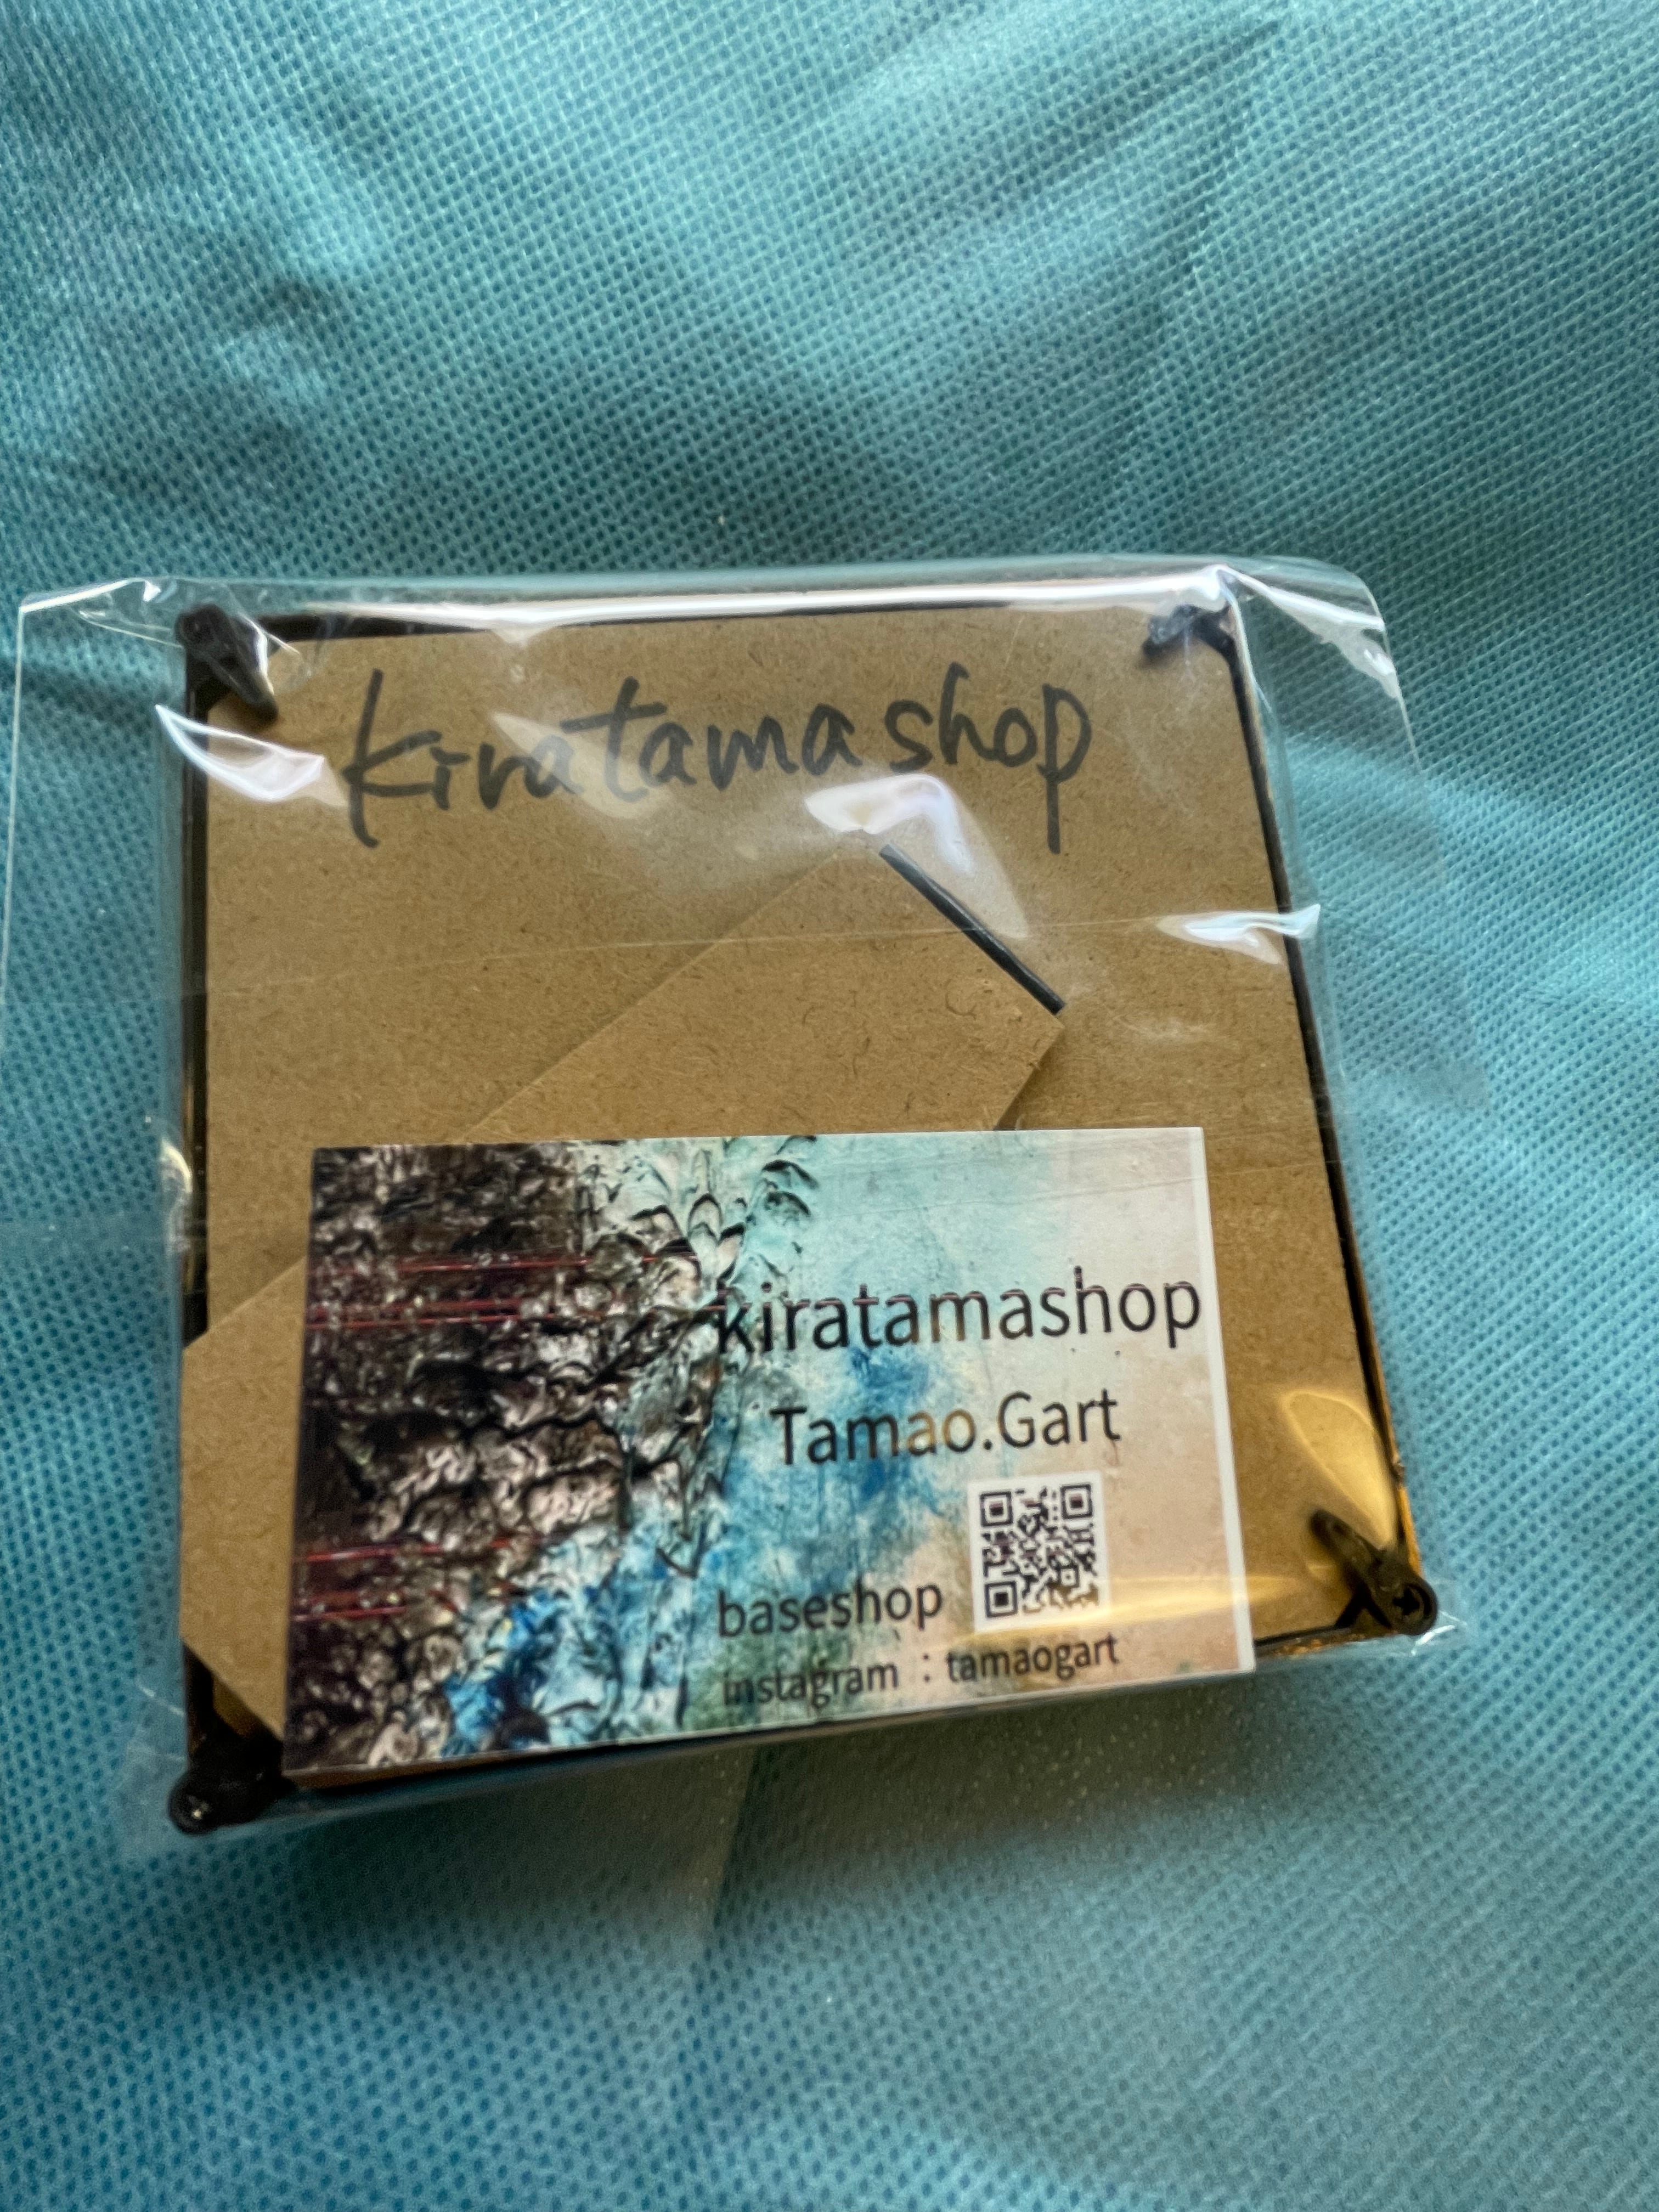 kiratama shop
kiratamashop
Tamao.Gart
baseshop
instagram : tamaogart